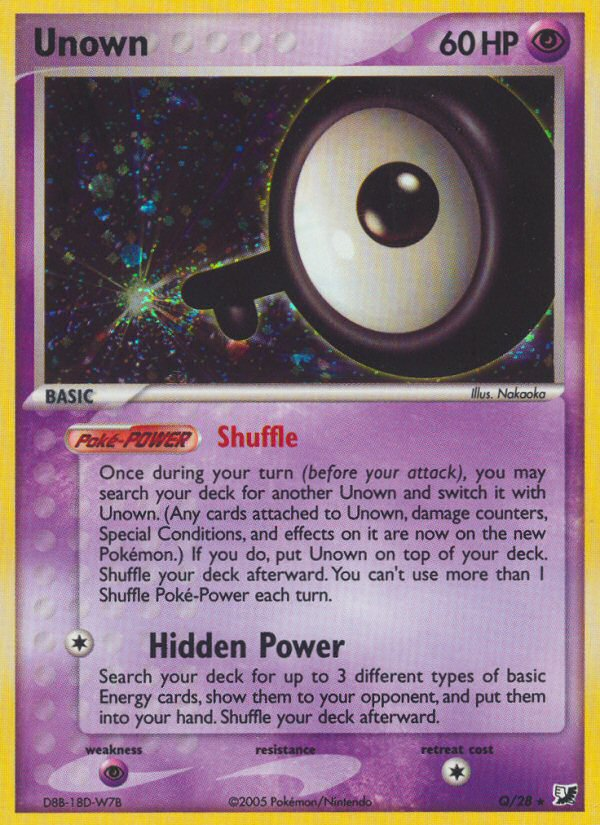 Unown 60 HP
BASIC
Illus. Nakaoka
Poké-POWER Shuffle
Once during your turn (before your attack), you may
search your deck for another Unown and switch it with
Unown. (Any cards attached to Unown, damage counters,
Special Conditions, and effects on it are now on the new
Pokémon.) If you do, put Unown on top of your deck.
Shuffle your deck afterward. You can't use more than 1
Shuffle Poké-Power each turn.
Hidden Power
Search your deck for up to 3 different types of basic
Energy cards, show them to your opponent, and put them
into your hand. Shuffle your deck afterward.
weakness resistance retreat cost
D8B-18D-W7B ©2005 Pokémon/Nintendo Q/28 ★